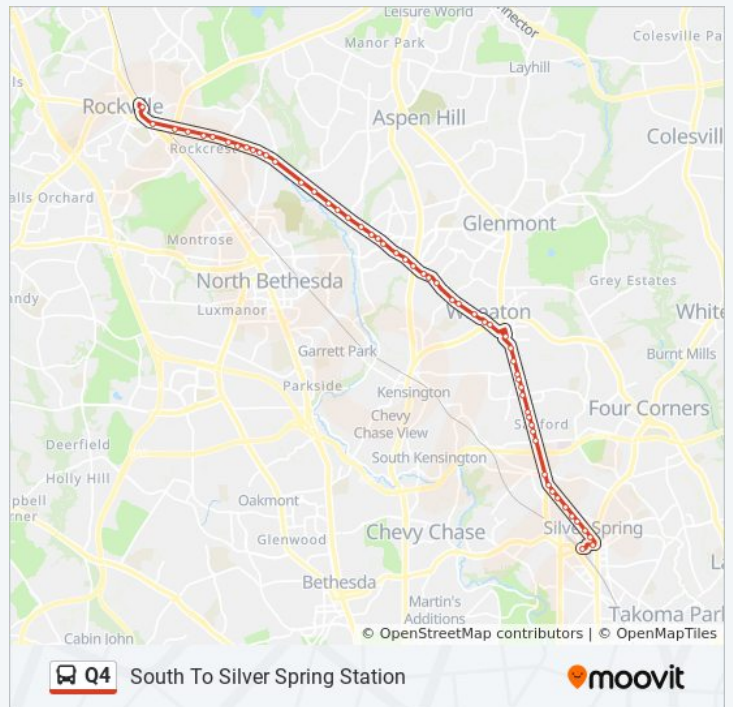 Leisure World
Manor Park
Colesville Pa
nnector
Layhill
Rockville
Aspen Hill
Colesvill
Rockcrest
alls Orchard
Glenmont
Montrose
North Bethesda
Grey Estates
ndy
Luxmanor
Wheaton
White
Garrett Park
Burnt Mills
Parkside
Kensington
Four Corners
Chevy
Chase View
Deerfield
South Kensington
Holly Hill
pbell
rner
Oakmont
Silver Spring
Glenwood
Chevy Chase
Bethesda
Martin's
Additions
Takoma Park
Cabin John
© OpenStreetMap contributors | © OpenMapTiles
Q4 South To Silver Spring Station
moovit